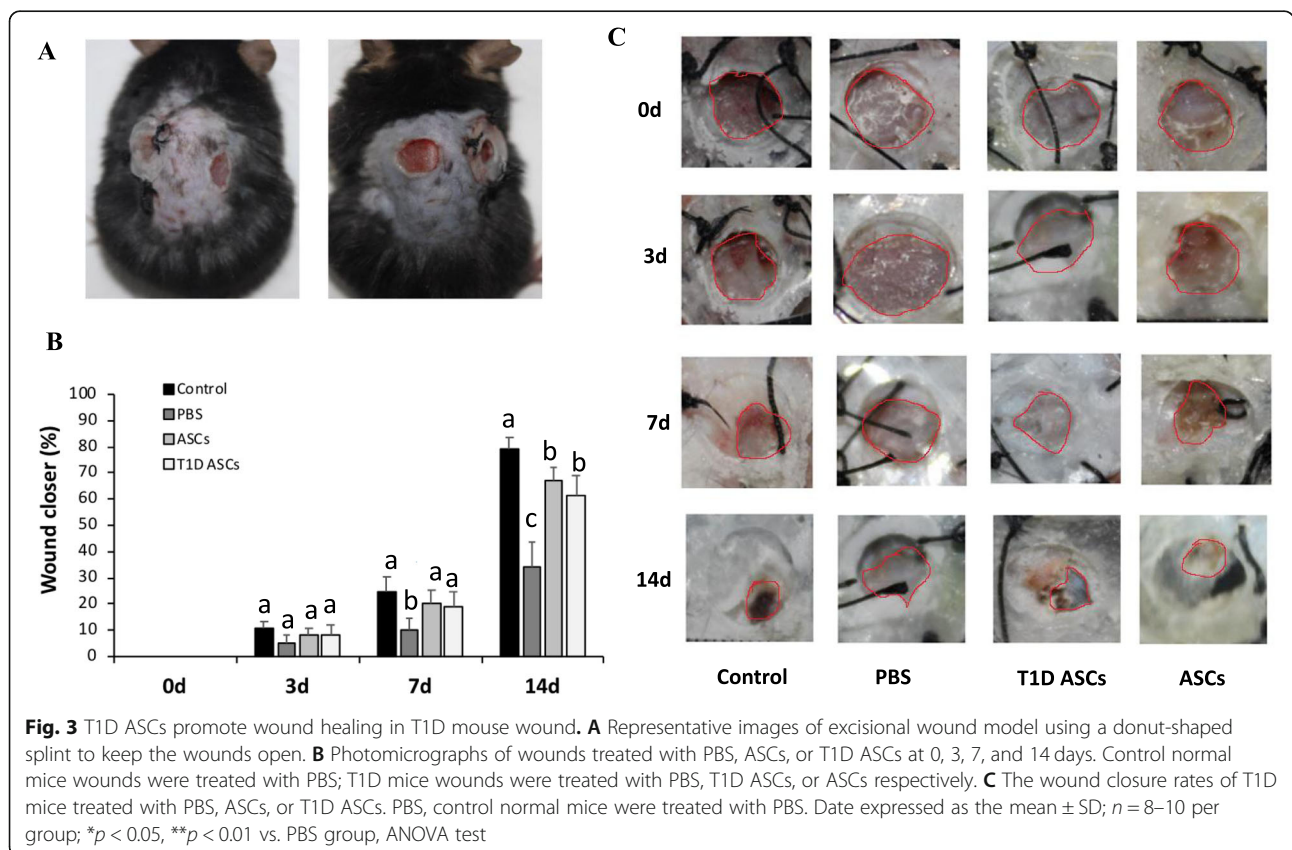 A
C
0d
3d
B
100
90
80
70
60
50
40
30
20
10
0
Wound closer (%)
Control
PBS
ASCs
T1D ASCs
a a a a
a b a a
a c b b
0d 3d 7d 14d
7d
14d
Control PBS T1D ASCs ASCs
Fig. 3 T1D ASCs promote wound healing in T1D mouse wound. A Representative images of excisional wound model using a donut-shaped
splint to keep the wounds open. B Photomicrographs of wounds treated with PBS, ASCs, or T1D ASCs at 0, 3, 7, and 14 days. Control normal
mice wounds were treated with PBS; T1D mice wounds were treated with PBS, T1D ASCs, or ASCs respectively. C The wound closure rates of T1D
mice treated with PBS, ASCs, or T1D ASCs. PBS, control normal mice were treated with PBS. Date expressed as the mean ± SD; n = 8–10 per
group; *p < 0.05, **p < 0.01 vs. PBS group, ANOVA test